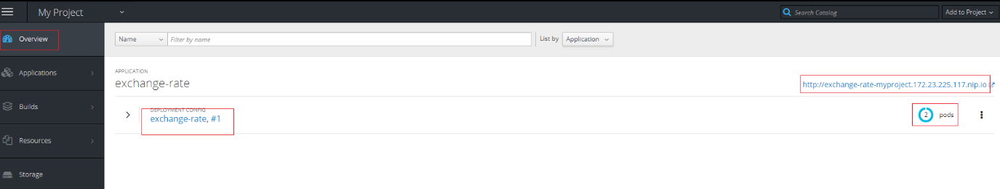 My Project
Search Catalog
Add to Project
Overview
Name
Filter by name
List by
Application
Applications
APPLICATION
exchange-rate
http://exchange-rate-myproject.172.23.225.117.nip.io
Builds
DEPLOYMENT CONFIG
exchange-rate, #1
2
pods
Resources
Storage